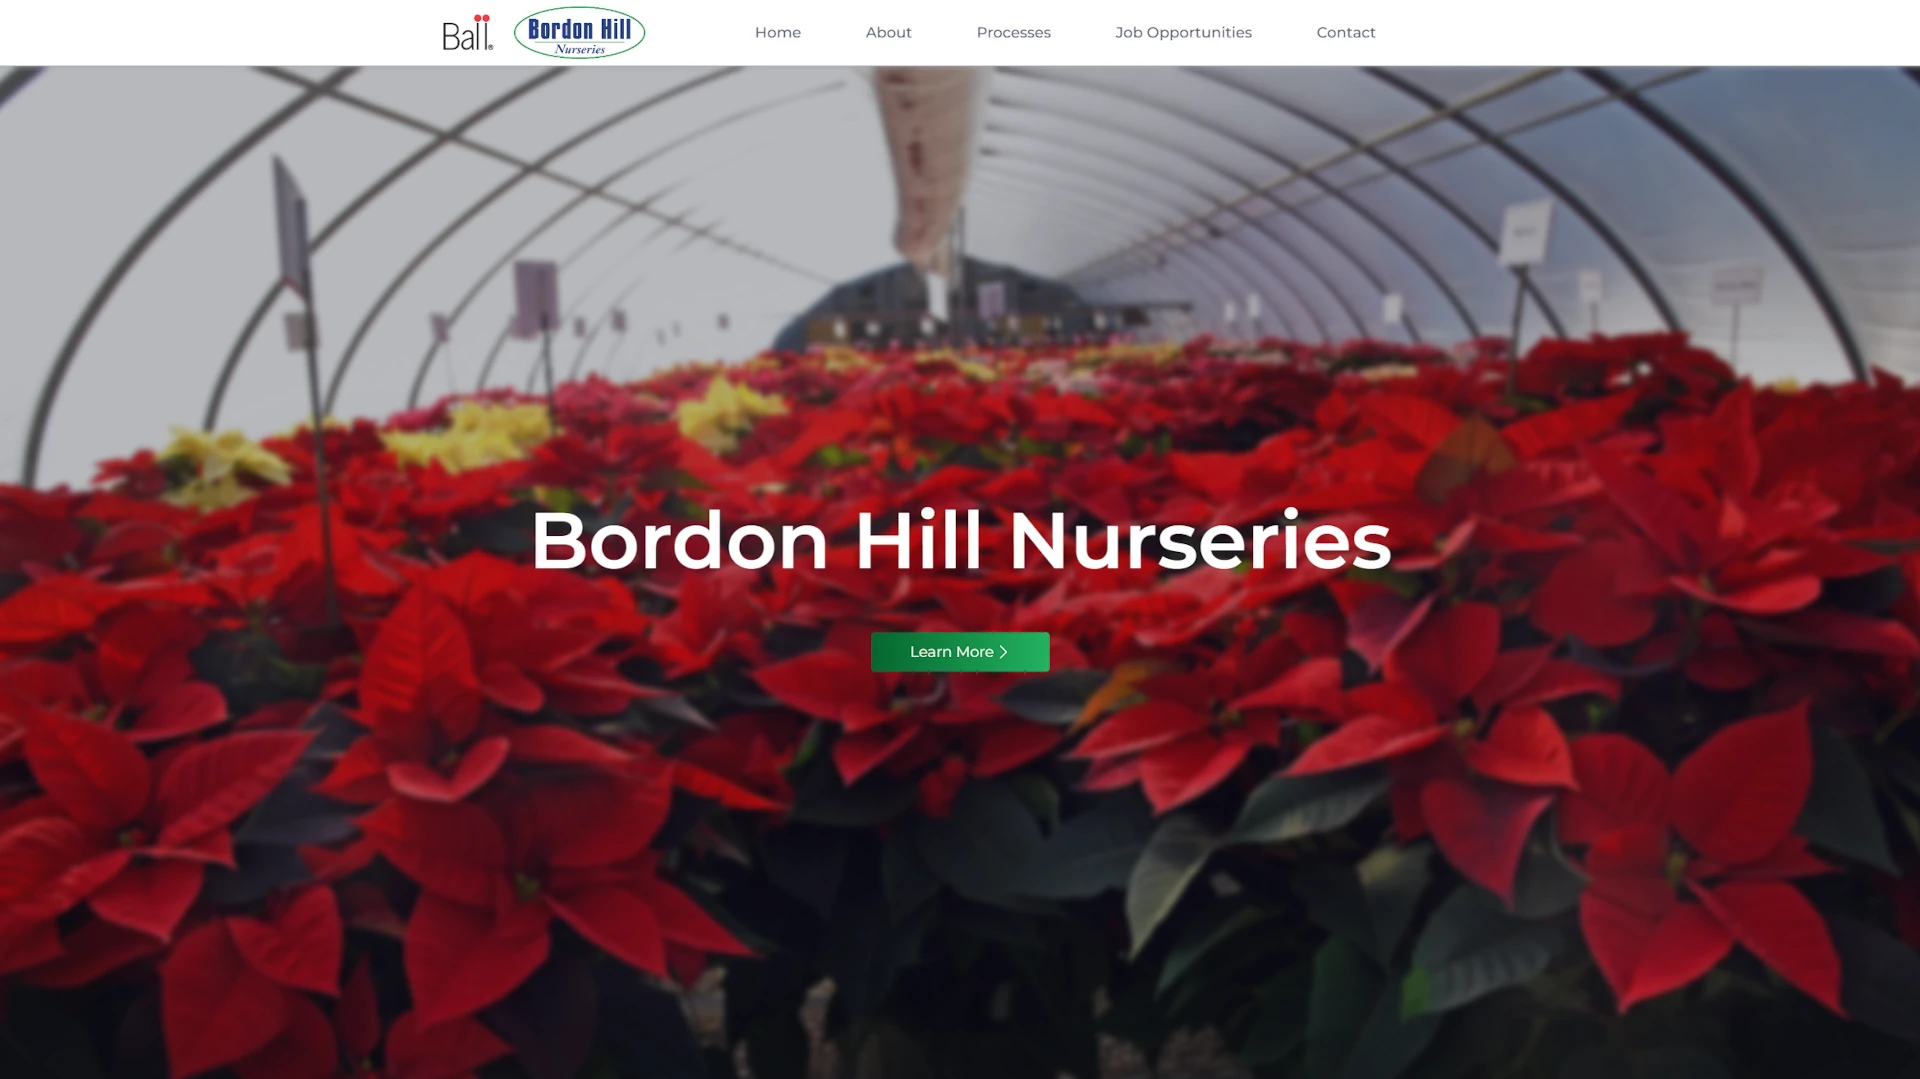 Ball®
Bordon Hill
Nurseries
Home
About
Processes
Job Opportunities
Contact
Bordon Hill Nurseries
Learn More